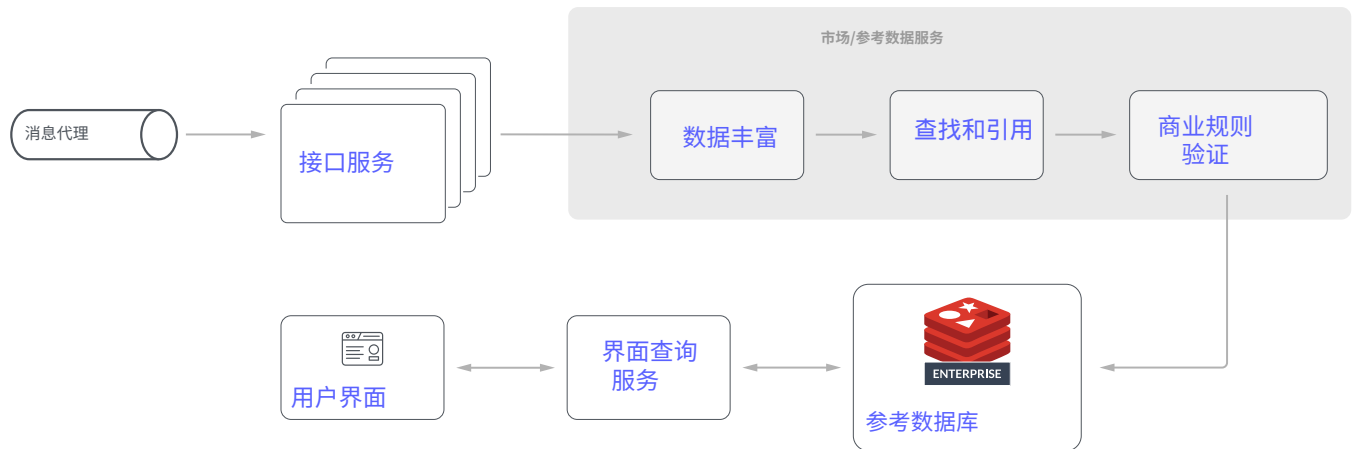 市场/参考数据服务
消息代理
接口服务
数据丰富
查找和引用
商业规则
验证
用户界面
界面查询
服务
ENTERPRISE
参考数据库